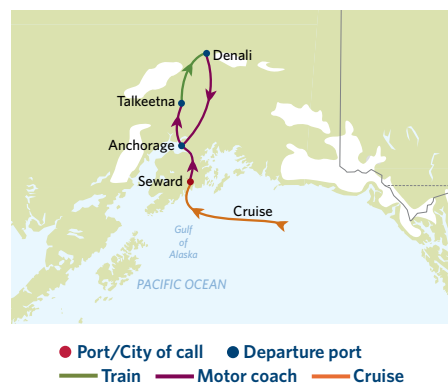 Denali
Talkeetna
Anchorage
Seward
Cruise
Gulf
of
Alaska
PACIFIC OCEAN
Port/City of call Departure port
Train Motor coach Cruise